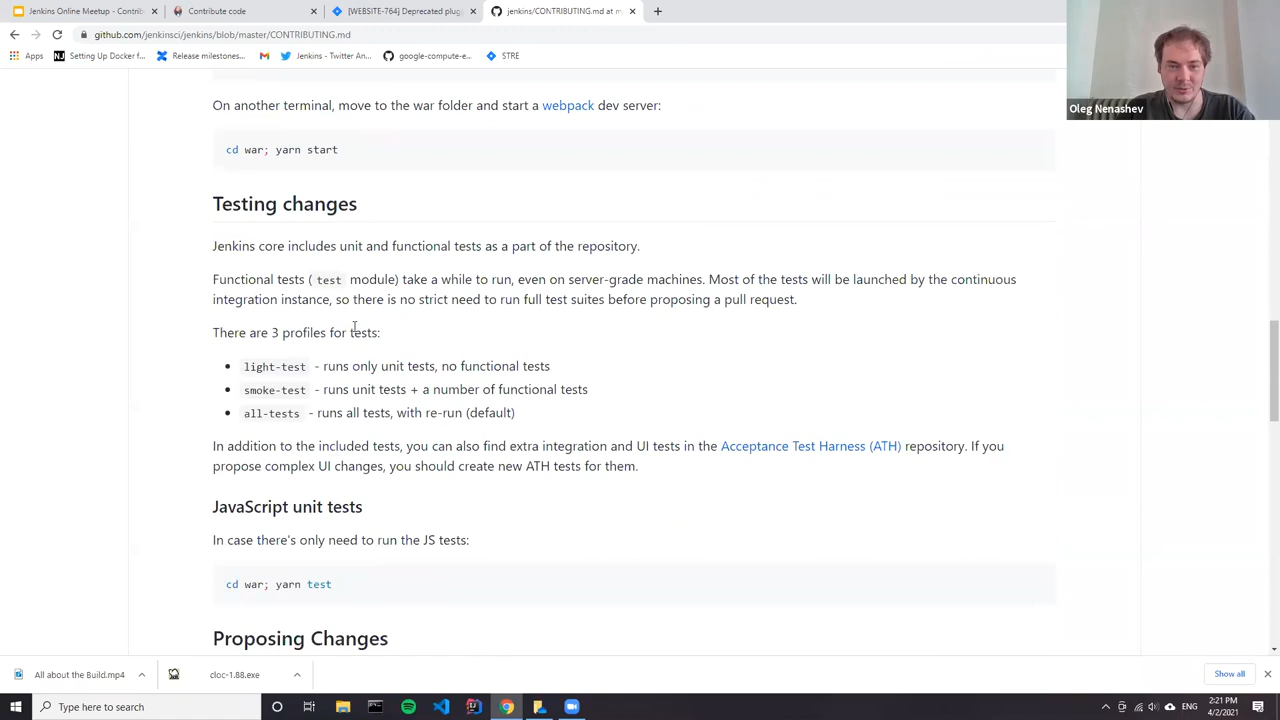 Jenkins Online Meetup - Contrib
Contribute code
[WEBSITE-764] Deprecated plug
jenkins/CONTRIBUTING.md at m
github.com/jenkinsci/jenkins/blob/master/CONTRIBUTING.md
Apps
Setting Up Docker f...
Release milestones...
Jenkins - Twitter An...
google-compute-e...
STRE
Oleg Nenashev
On another terminal, move to the war folder and start a webpack dev server:
cd war; yarn start
Testing changes
Jenkins core includes unit and functional tests as a part of the repository.
Functional tests ( test module) take a while to run, even on server-grade machines. Most of the tests will be launched by the continuous
integration instance, so there is no strict need to run full test suites before proposing a pull request.
There are 3 profiles for tests:
light-test - runs only unit tests, no functional tests
smoke-test - runs unit tests + a number of functional tests
all-tests - runs all tests, with re-run (default)
In addition to the included tests, you can also find extra integration and UI tests in the Acceptance Test Harness (ATH) repository. If you
propose complex UI changes, you should create new ATH tests for them.
JavaScript unit tests
In case there's only need to run the JS tests:
cd war; yarn test
Proposing Changes
All about the Build.mp4
cloc-1.88.exe
Show all
Type here to search
ENG
2:21 PM
4/2/2021